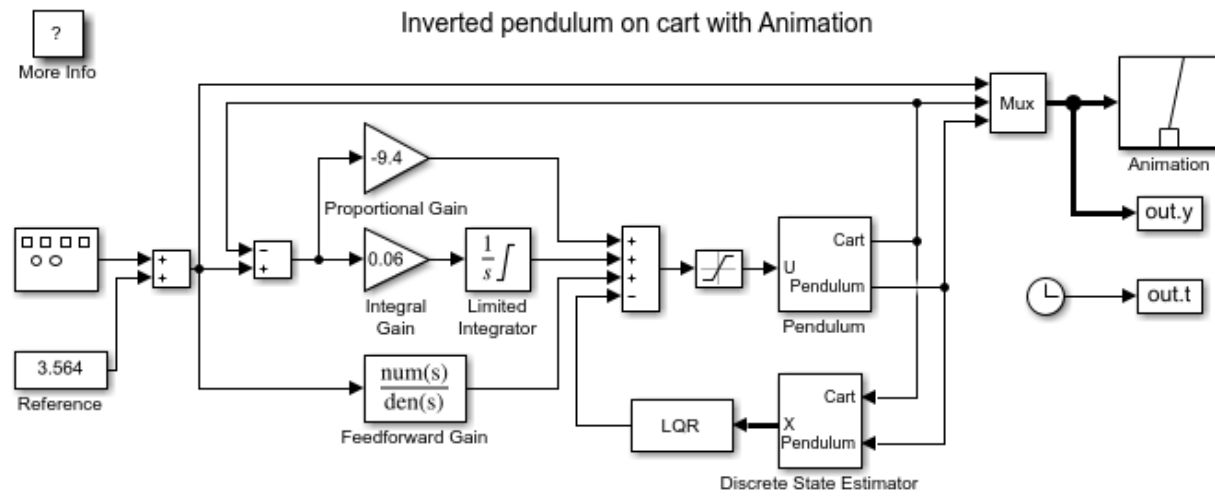 Inverted pendulum on cart with Animation
?
More Info
Mux
Animation
-9.4
Proportional Gain
out.y
Cart
U
Pendulum
Pendulum
+
+
−
+
0.06
Integral
Gain
1
s
Limited
Integrator
+
+
+
−
out.t
3.564
Reference
num(s)
den(s)
Feedforward Gain
LQR
Cart
X
Pendulum
Discrete State Estimator